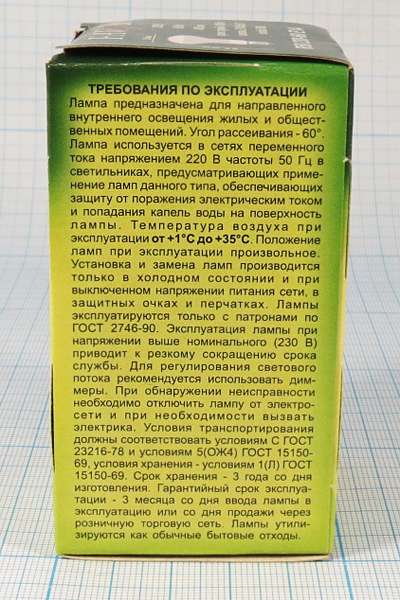 ТРЕБОВАНИЯ ПО ЭКСПЛУАТАЦИИ
Лампа предназначена для направленного
внутреннего освещения жилых и общест-
венных помещений. Угол рассеивания - 60°.
Лампа используется в сетях переменного
тока напряжением 220 В частоты 50 Гц в
светильниках, предусматривающих приме-
нение ламп данного типа, обеспечивающих
защиту от поражения электрическим током
и попадания капель воды на поверхность
лампы. Температура воздуха при
эксплуатации от +1°С до +35°С. Положение
ламп при эксплуатации произвольное.
Установка и замена ламп производится
только в холодном состоянии и при
выключенном напряжении питания сети, в
защитных очках и перчатках. Лампы
эксплуатируются только с патронами по
ГОСТ 2746-90. Эксплуатация лампы при
напряжении выше номинального (230 В)
приводит к резкому сокращению срока
службы. Для регулирования светового
потока рекомендуется использовать дим-
меры. При обнаружении неисправности
необходимо отключить лампу от электро-
сети и при необходимости вызвать
электрика. Условия транспортирования
должны соответствовать условиям С ГОСТ
23216-78 и условиям 5(ОЖ4) ГОСТ 15150-
69, условия хранения - условиям 1(Л) ГОСТ
15150-69. Срок хранения - 3 года со дня
изготовления. Гарантийный срок эксплуа-
тации - 3 месяца со дня ввода лампы в
эксплуатацию или со дня продажи через
розничную торговую сеть. Лампы утили-
зируются как обычные бытовые отходы.